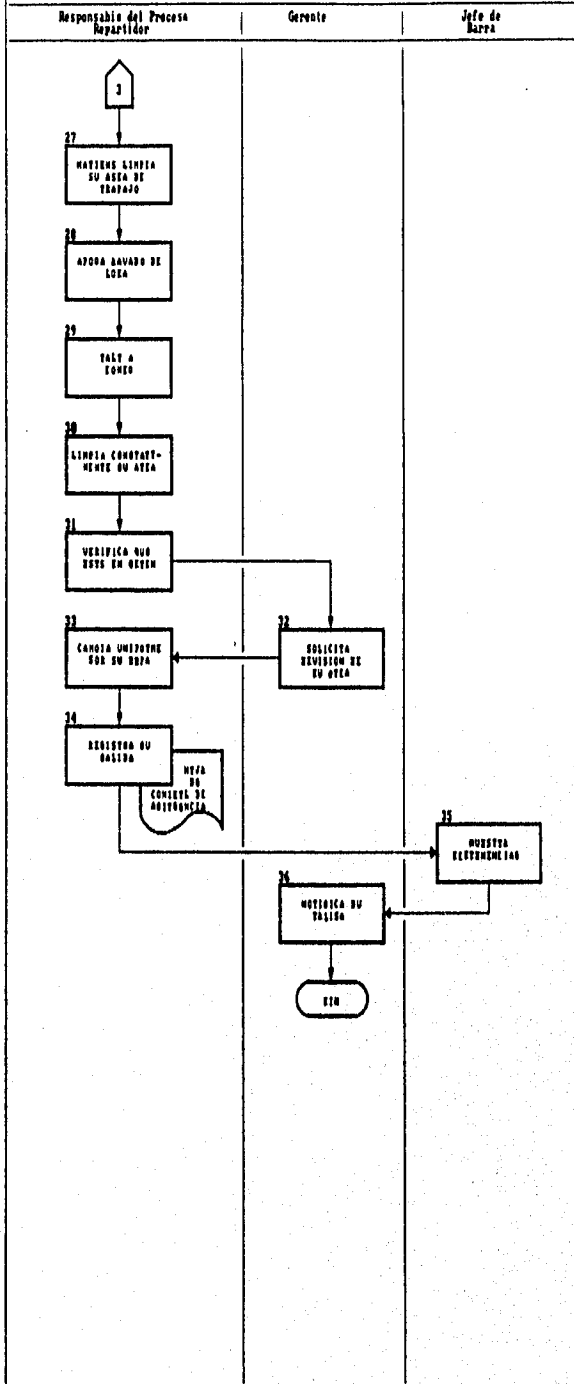 Responsable del Proceso
Repartidor
Gerente
Jefe de
Barra
3
27
MATIENE LIMPIA
SU AREA DE
TRABAJO
28
APOYA LAVADO DE
LOZA
29
SALE A
COMER
30
LIMPIA CONSTANTE-
MENTE SU AREA
31
VERIFICA QUE
ESTE EN ORDEN
32
SOLICITA
REVISION DE
SU AREA
33
CAMBIA UNIFORME
POR SU ROPA
34
REGISTRA SU
SALIDA
HOJA
DE
CONTROL DE
ASISTENCIA
35
MUESTRA
PERTENENCIAS
36
NOTIFICA SU
SALIDA
FIN